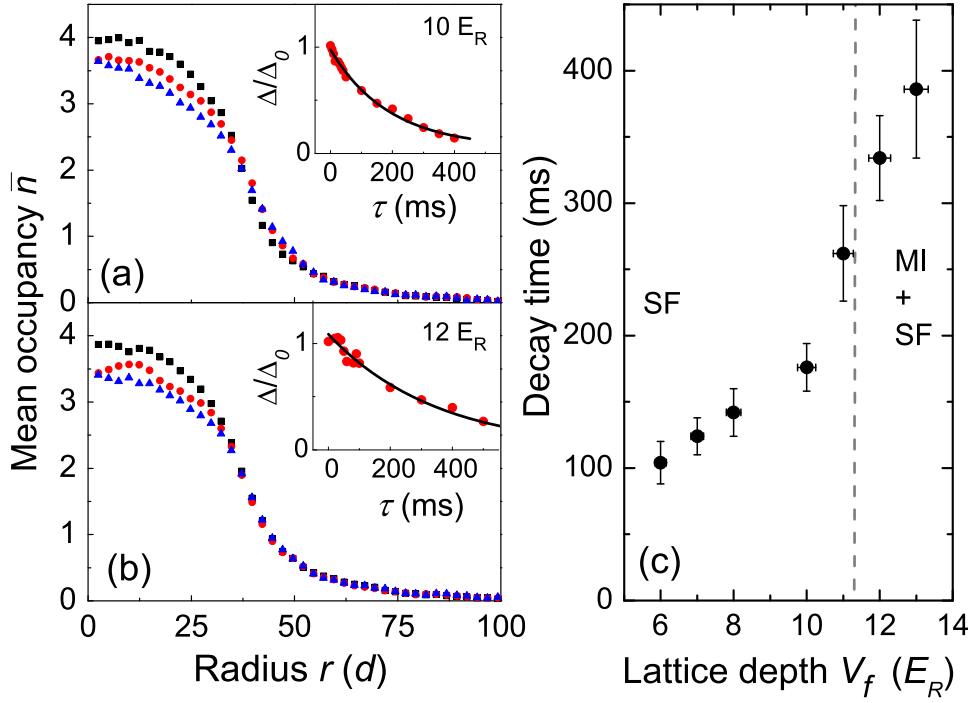 Mean occupancy n̄
4
3
2
1
0
(a)
10 E_R
Δ/Δ₀
1
0
0 200 400
τ (ms)
4
3
2
1
0
(b)
12 E_R
Δ/Δ₀
1
0
0 200 400
τ (ms)
0 25 50 75 100
Radius r (d)
Decay time (ms)
400
300
200
100
0
SF
MI
+
SF
(c)
6 8 10 12 14
Lattice depth V_f (E_R)